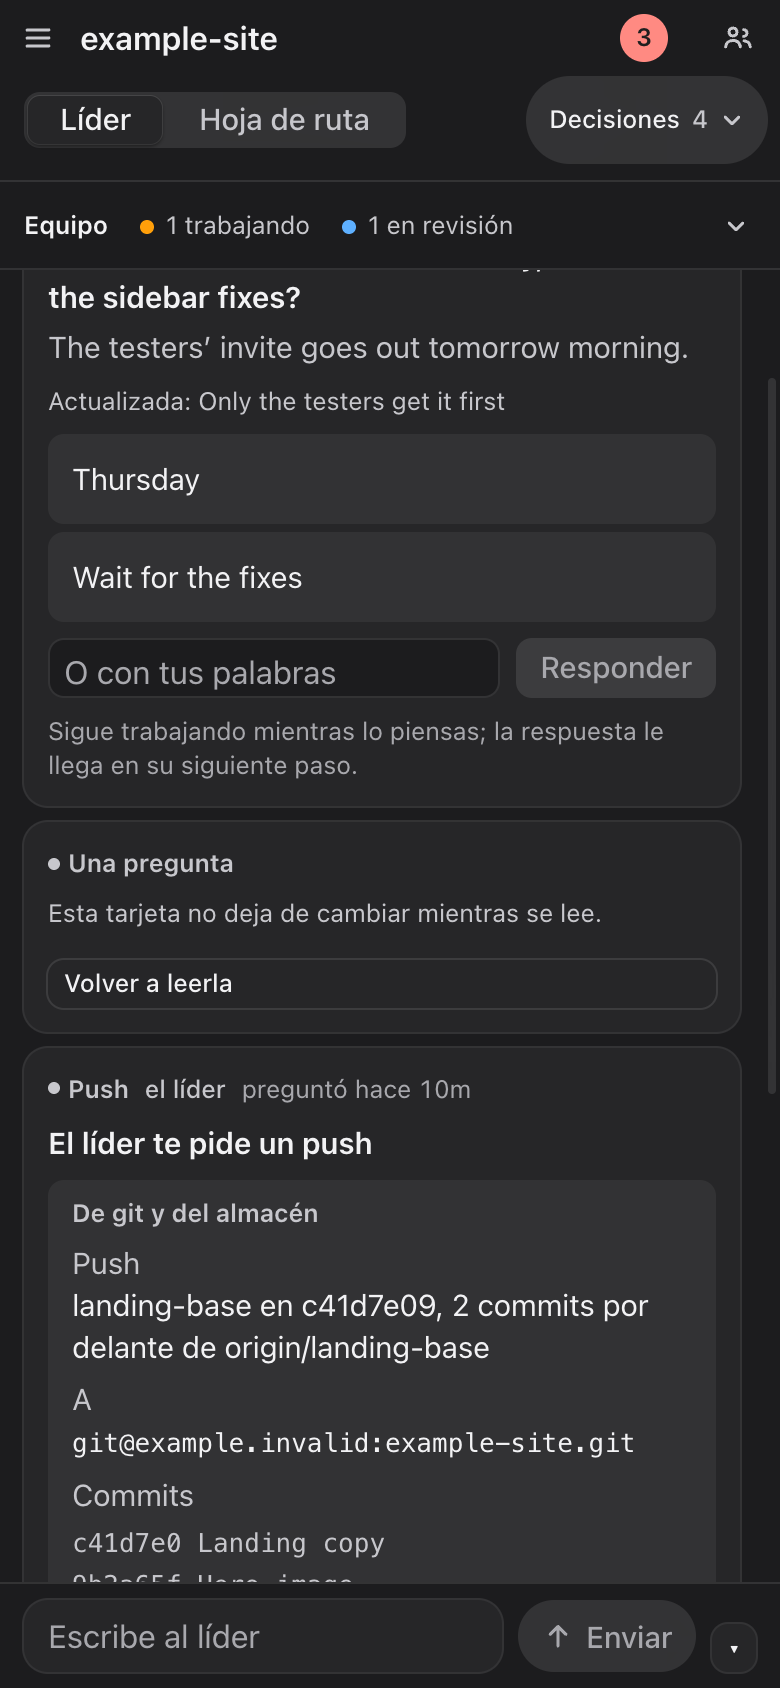 example-site
3
Líder
Hoja de ruta
Decisiones 4
Equipo
1 trabajando
1 en revisión
the sidebar fixes?
The testers’ invite goes out tomorrow morning.
Actualizada: Only the testers get it first
Thursday
Wait for the fixes
O con tus palabras
Responder
Sigue trabajando mientras lo piensas; la respuesta le
llega en su siguiente paso.
Una pregunta
Esta tarjeta no deja de cambiar mientras se lee.
Volver a leerla
Push el líder preguntó hace 10m
El líder te pide un push
De git y del almacén
Push
landing-base en c41d7e09, 2 commits por
delante de origin/landing-base
A
git@example.invalid:example-site.git
Commits
c41d7e0 Landing copy
Escribe al líder
Enviar